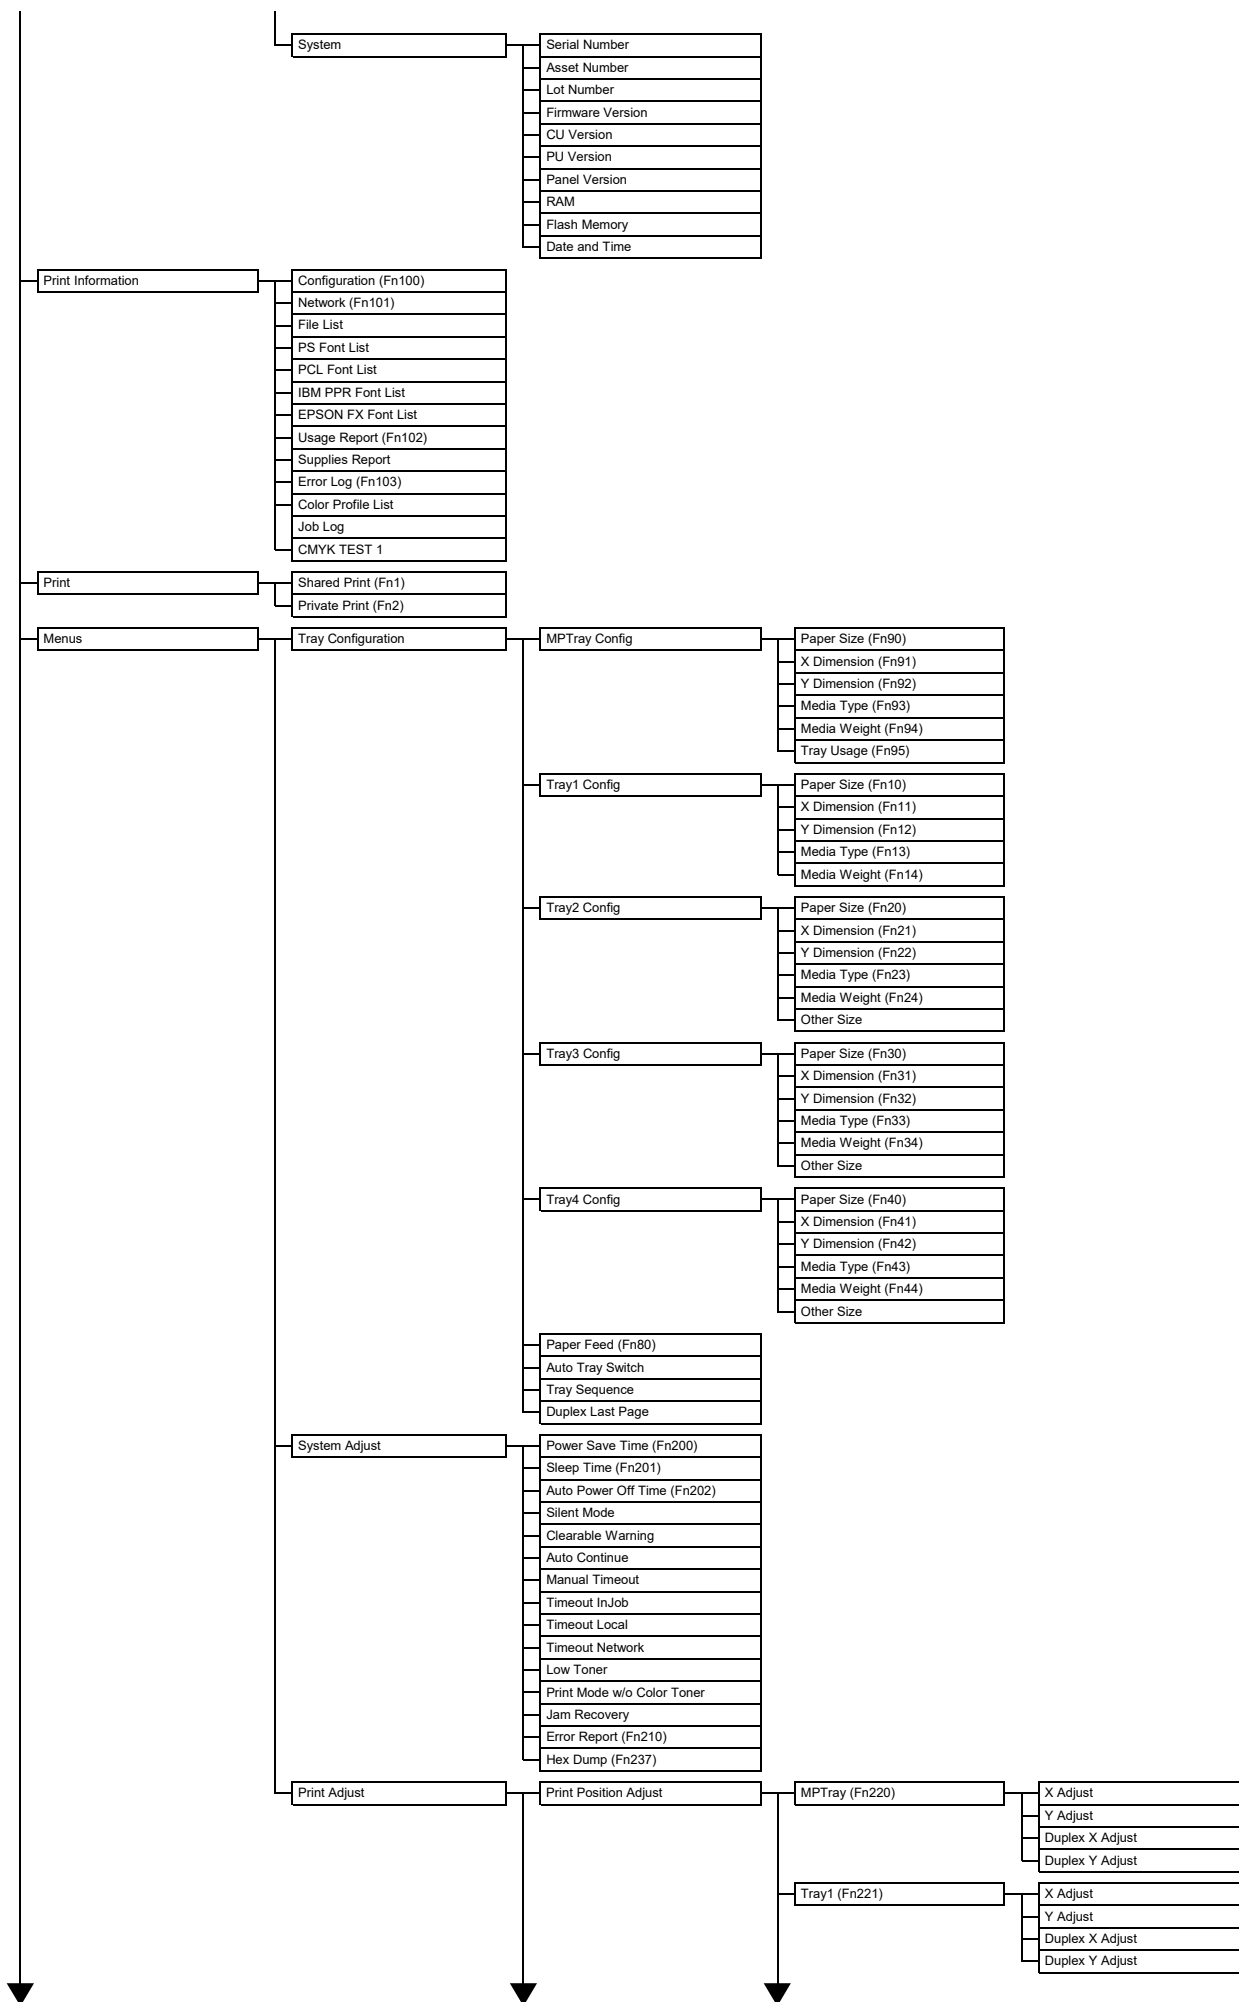 System
Serial Number
Asset Number
Lot Number
Firmware Version
CU Version
PU Version
Panel Version
RAM
Flash Memory
Date and Time
Print Information
Configuration (Fn100)
Network (Fn101)
File List
PS Font List
PCL Font List
IBM PPR Font List
EPSON FX Font List
Usage Report (Fn102)
Supplies Report
Error Log (Fn103)
Color Profile List
Job Log
CMYK TEST 1
Print
Shared Print (Fn1)
Private Print (Fn2)
Menus
Tray Configuration
MPTray Config
Paper Size (Fn90)
X Dimension (Fn91)
Y Dimension (Fn92)
Media Type (Fn93)
Media Weight (Fn94)
Tray Usage (Fn95)
Tray1 Config
Paper Size (Fn10)
X Dimension (Fn11)
Y Dimension (Fn12)
Media Type (Fn13)
Media Weight (Fn14)
Tray2 Config
Paper Size (Fn20)
X Dimension (Fn21)
Y Dimension (Fn22)
Media Type (Fn23)
Media Weight (Fn24)
Other Size
Tray3 Config
Paper Size (Fn30)
X Dimension (Fn31)
Y Dimension (Fn32)
Media Type (Fn33)
Media Weight (Fn34)
Other Size
Tray4 Config
Paper Size (Fn40)
X Dimension (Fn41)
Y Dimension (Fn42)
Media Type (Fn43)
Media Weight (Fn44)
Other Size
Paper Feed (Fn80)
Auto Tray Switch
Tray Sequence
Duplex Last Page
System Adjust
Power Save Time (Fn200)
Sleep Time (Fn201)
Auto Power Off Time (Fn202)
Silent Mode
Clearable Warning
Auto Continue
Manual Timeout
Timeout InJob
Timeout Local
Timeout Network
Low Toner
Print Mode w/o Color Toner
Jam Recovery
Error Report (Fn210)
Hex Dump (Fn237)
Print Adjust
Print Position Adjust
MPTray (Fn220)
X Adjust
Y Adjust
Duplex X Adjust
Duplex Y Adjust
Tray1 (Fn221)
X Adjust
Y Adjust
Duplex X Adjust
Duplex Y Adjust